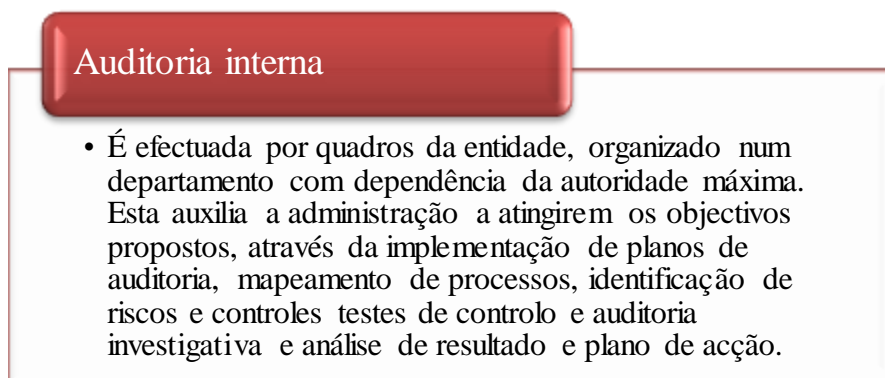 Auditoria interna
• É efectuada por quadros da entidade, organizado num
departamento com dependência da autoridade máxima.
Esta auxilia a administração a atingirem os objectivos
propostos, através da implementação de planos de
auditoria, mapeamento de processos, identificação de
riscos e controles testes de controlo e auditoria
investigativa e análise de resultado e plano de acção.